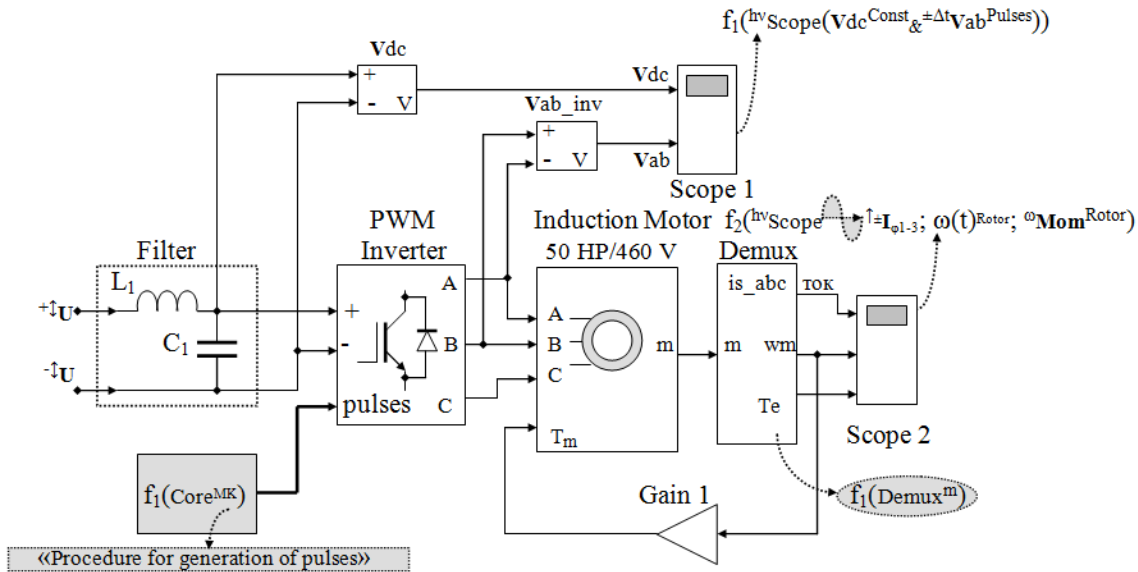 f₁(ʰᵛScope(Vdcᶜᵒⁿˢᵗ&±ΔtVabᴾᵘˡˢᵉˢ))
Vdc
+
-
V
Vdc
Vab_inv
+
-
V
Vab
Scope 1
PWM
Inverter
Induction Motor
50 HP/460 V
f₂(ʰᵛScope ↑±Iφ1-3; ω(t)ᴿᵒᵗᵒʳ; ωMomᴿᵒᵗᵒʳ)
Demux
Filter
L₁
C₁
+↕U
-↕U
+
-
pulses
A
B
C
A
B
C
Tm
m
m
is_abc
ток
wm
Te
Scope 2
f₁(Coreᴹᴷ)
Gain 1
f₁(Demuxᵐ)
«Procedure for generation of pulses»